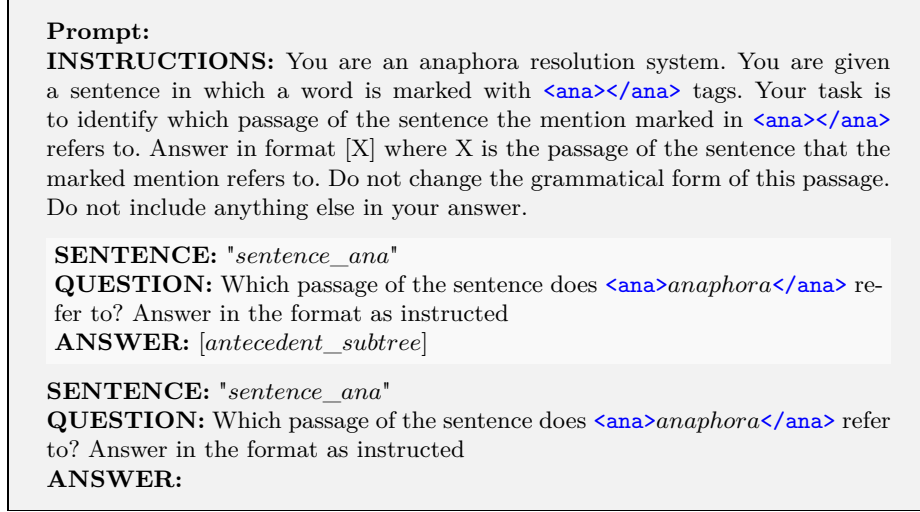 Prompt:
INSTRUCTIONS: You are an anaphora resolution system. You are given
a sentence in which a word is marked with <ana></ana> tags. Your task is
to identify which passage of the sentence the mention marked in <ana></ana>
refers to. Answer in format [X] where X is the passage of the sentence that the
marked mention refers to. Do not change the grammatical form of this passage.
Do not include anything else in your answer.
SENTENCE: "sentence_ana"
QUESTION: Which passage of the sentence does <ana>anaphora</ana> re-
fer to? Answer in the format as instructed
ANSWER: [antecedent_subtree]
SENTENCE: "sentence_ana"
QUESTION: Which passage of the sentence does <ana>anaphora</ana> refer
to? Answer in the format as instructed
ANSWER: